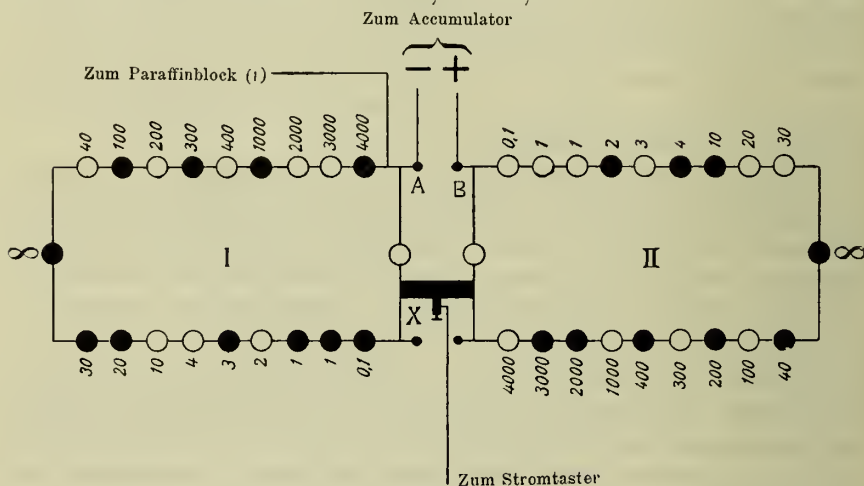 Zum Accumulator
− +
Zum Paraffinblock (1)
40 100 200 300 400 1000 2000 3000 4000
0,1 1 1 2 3 4 10 20 30
A B
∞ I II ∞
X T
30 20 10 4 3 2 1 1 0,1
4000 3000 2000 1000 400 300 200 100 40
Zum Stromtaster